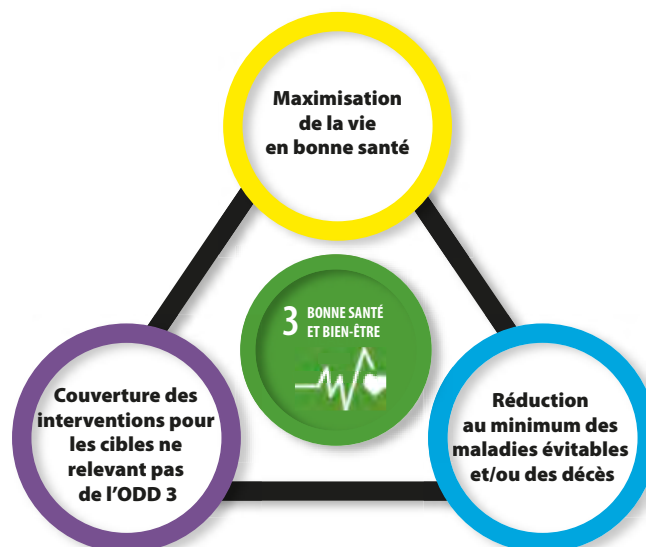 Maximisation
de la vie
en bonne santé
3 BONNE SANTÉ
ET BIEN-ÊTRE
Couverture des
interventions pour
les cibles ne
relevant pas
de l’ODD 3
Réduction
au minimum des
maladies évitables
et/ou des décès